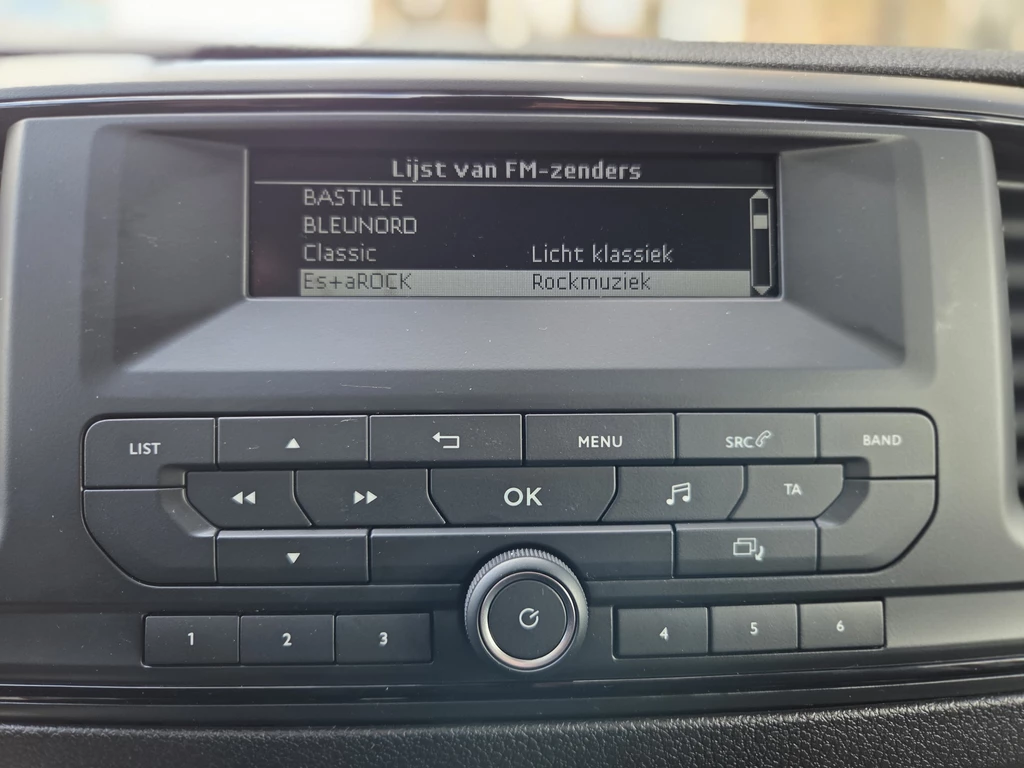 Lijst van FM-zenders
BASTILLE
BLEUNORD
Classic Licht klassiek
Es+aROCK Rockmuziek
LIST MENU SRC BAND
OK TA
1 2 3 4 5 6